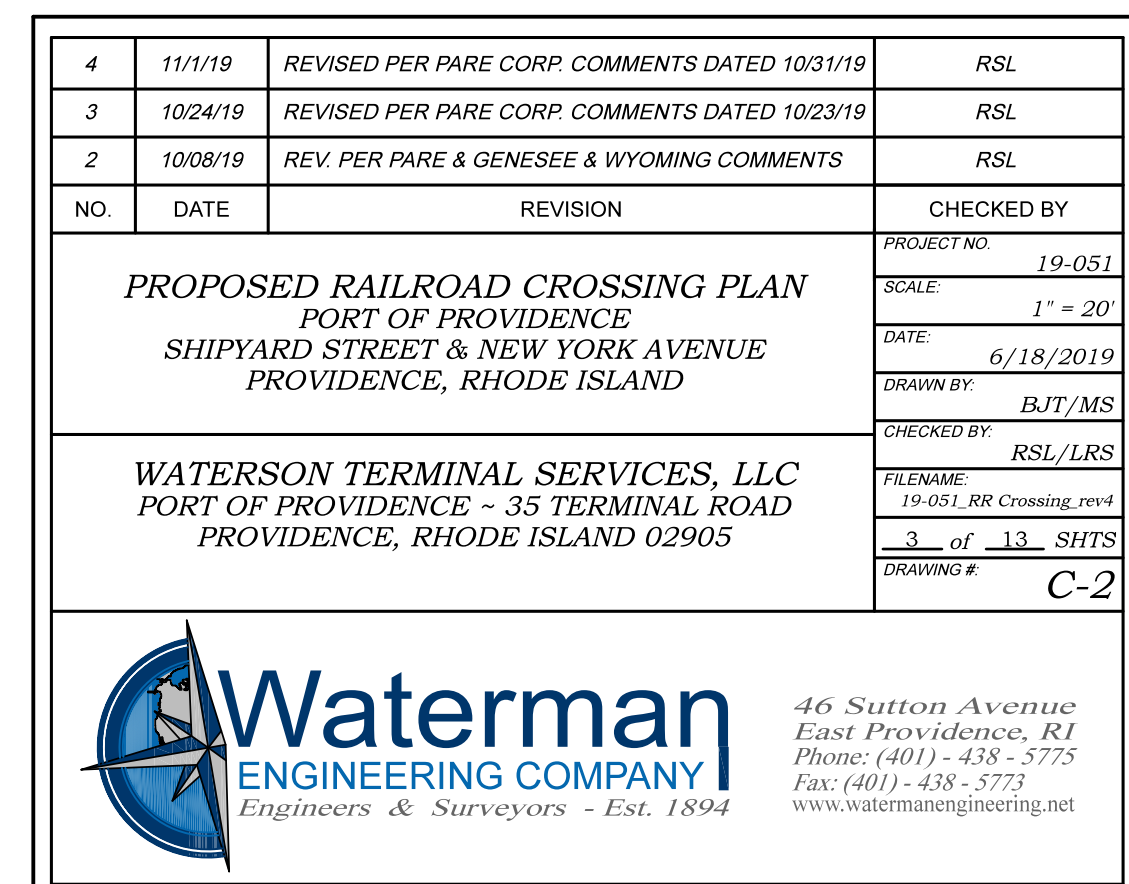 4 11/1/19 REVISED PER PARE CORP. COMMENTS DATED 10/31/19 RSL
3 10/24/19 REVISED PER PARE CORP. COMMENTS DATED 10/23/19 RSL
2 10/08/19 REV. PER PARE & GENESEE & WYOMING COMMENTS RSL
NO. DATE REVISION CHECKED BY
PROPOSED RAILROAD CROSSING PLAN
PORT OF PROVIDENCE
SHIPYARD STREET & NEW YORK AVENUE
PROVIDENCE, RHODE ISLAND
WATERSON TERMINAL SERVICES, LLC
PORT OF PROVIDENCE ~ 35 TERMINAL ROAD
PROVIDENCE, RHODE ISLAND 02905
PROJECT NO.
19-051
SCALE:
1" = 20'
DATE:
6/18/2019
DRAWN BY:
BJT/MS
CHECKED BY:
RSL/LRS
FILENAME:
19-051_RR Crossing_rev4
3 of 13 SHTS
DRAWING #:
C-2
Waterman
ENGINEERING COMPANY
Engineers & Surveyors - Est. 1894
46 Sutton Avenue
East Providence, RI
Phone: (401) - 438 - 5775
Fax: (401) - 438 - 5773
www.watermanengineering.net